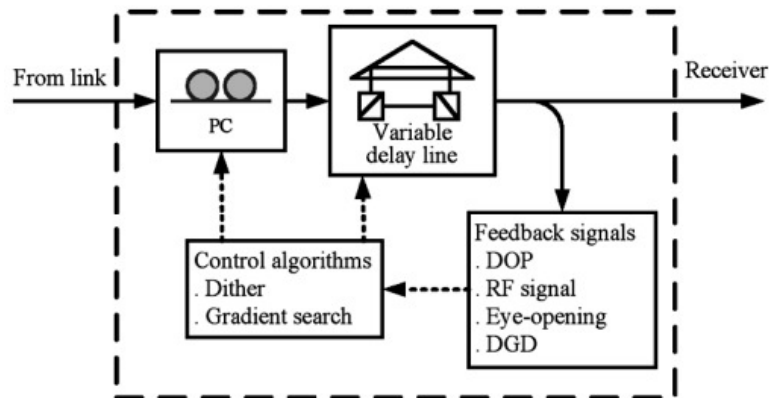 From link
PC
Variable
delay line
Receiver
Control algorithms
. Dither
. Gradient search
Feedback signals
. DOP
. RF signal
. Eye-opening
. DGD